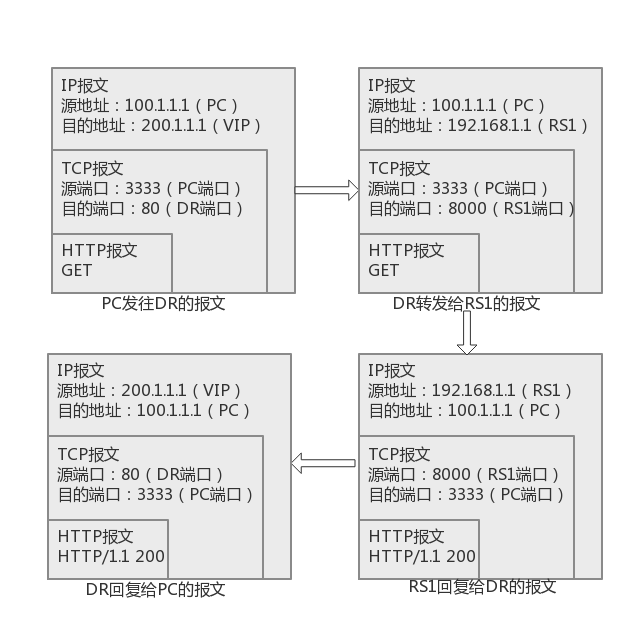 IP报文
源地址：100.1.1.1（PC）
目的地址：200.1.1.1（VIP）
TCP报文
源端口：3333（PC端口）
目的端口：80（DR端口）
HTTP报文
GET
PC发往DR的报文
IP报文
源地址：100.1.1.1（PC）
目的地址：192.168.1.1（RS1）
TCP报文
源端口：3333（PC端口）
目的端口：8000（RS1端口）
HTTP报文
GET
DR转发给RS1的报文
IP报文
源地址：192.168.1.1（RS1）
目的地址：100.1.1.1（PC）
TCP报文
源端口：8000（RS1端口）
目的端口：3333（PC端口）
HTTP报文
HTTP/1.1 200
RS1回复给DR的报文
IP报文
源地址：200.1.1.1（VIP）
目的地址：100.1.1.1（PC）
TCP报文
源端口：80（DR端口）
目的端口：3333（PC端口）
HTTP报文
HTTP/1.1 200
DR回复给PC的报文